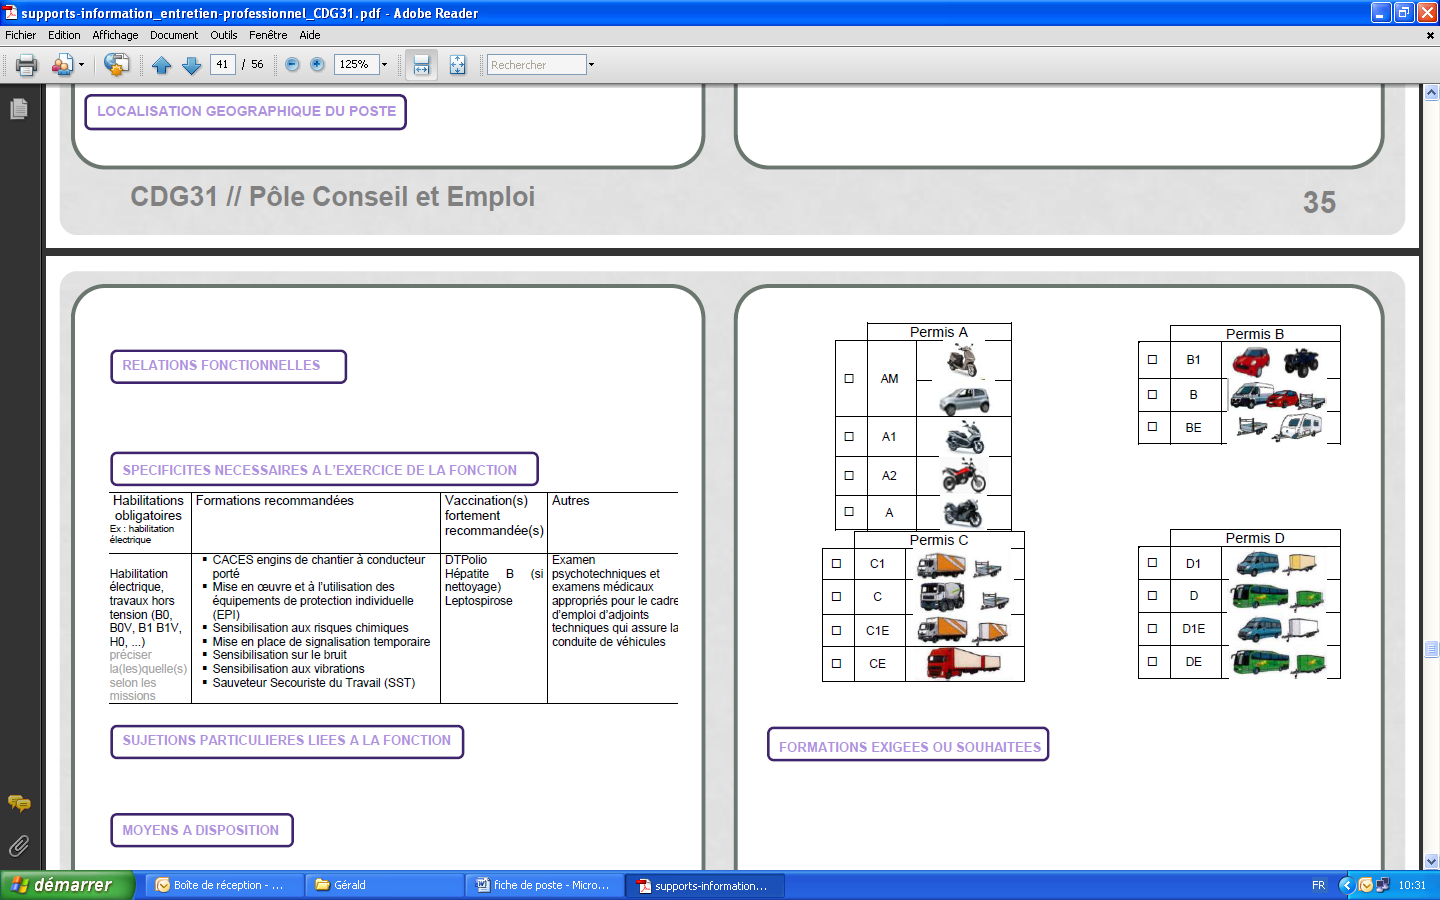 supports-information_entretien-professionnel_CDG31.pdf - Adobe Reader
Fichier Edition Affichage Document Outils Fenêtre Aide
41 / 56 125% Rechercher
LOCALISATION GEOGRAPHIQUE DU POSTE
CDG31 // Pôle Conseil et Emploi
35
RELATIONS FONCTIONNELLES
SPECIFICITES NECESSAIRES A L'EXERCICE DE LA FONCTION
Habilitations
obligatoires
Ex : habilitation
électrique
Formations recommandées
Vaccination(s)
fortement
recommandée(s)
Autres
Habilitation
électrique,
travaux hors
tension (B0,
B0V, B1 B1V,
H0, ...)
préciser
la(les)quelle(s)
selon les
missions
▪ CACES engins de chantier à conducteur
porté
▪ Mise en œuvre et à l'utilisation des
équipements de protection individuelle
(EPI)
▪ Sensibilisation aux risques chimiques
▪ Mise en place de signalisation temporaire
▪ Sensibilisation sur le bruit
▪ Sensibilisation aux vibrations
▪ Sauveteur Secouriste du Travail (SST)
DTPolio
Hépatite B (si
nettoyage)
Leptospirose
Examen
psychotechniques et
examens médicaux
appropriés pour le cadre
d'emploi d'adjoints
techniques qui assure la
conduite de véhicules
SUJETIONS PARTICULIERES LIEES A LA FONCTION
MOYENS A DISPOSITION
Permis A
AM
A1
A2
A
Permis B
B1
B
BE
Permis C
C1
C
C1E
CE
Permis D
D1
D
D1E
DE
FORMATIONS EXIGEES OU SOUHAITEES
démarrer
Boîte de réception - ...
Gérald
fiche de poste - Micro...
supports-information...
FR
10:31